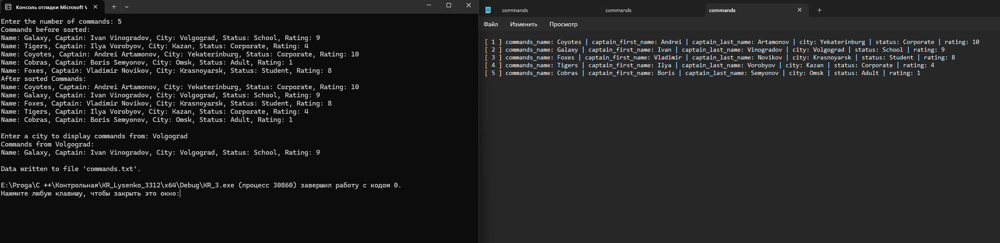 Консоль отладки Microsoft V
Enter the number of commands: 5
Commands before sorted:
Name: Galaxy, Captain: Ivan Vinogradov, City: Volgograd, Status: School, Rating: 9
Name: Tigers, Captain: Ilya Vorobyov, City: Kazan, Status: Corporate, Rating: 4
Name: Coyotes, Captain: Andrei Artamonov, City: Yekaterinburg, Status: Corporate, Rating: 10
Name: Cobras, Captain: Boris Semyonov, City: Omsk, Status: Adult, Rating: 1
Name: Foxes, Captain: Vladimir Novikov, City: Krasnoyarsk, Status: Student, Rating: 8
After sorted Commands:
Name: Coyotes, Captain: Andrei Artamonov, City: Yekaterinburg, Status: Corporate, Rating: 10
Name: Galaxy, Captain: Ivan Vinogradov, City: Volgograd, Status: School, Rating: 9
Name: Foxes, Captain: Vladimir Novikov, City: Krasnoyarsk, Status: Student, Rating: 8
Name: Tigers, Captain: Ilya Vorobyov, City: Kazan, Status: Corporate, Rating: 4
Name: Cobras, Captain: Boris Semyonov, City: Omsk, Status: Adult, Rating: 1
Enter a city to display commands from: Volgograd
Commands from Volgograd:
Name: Galaxy, Captain: Ivan Vinogradov, City: Volgograd, Status: School, Rating: 9
Data written to file 'commands.txt'.
E:\Proga\C ++\Контрольная\KR_Lysenko_3312\x64\Debug\KR_3.exe (процесс 30860) завершил работу с кодом 0.
Нажмите любую клавишу, чтобы закрыть это окно:
commands commands commands
Файл Изменить Просмотр
[ 1 ] commands_name: Coyotes | captain_first_name: Andrei | captain_last_name: Artamonov | city: Yekaterinburg | status: Corporate | rating: 10
[ 2 ] commands_name: Galaxy | captain_first_name: Ivan | captain_last_name: Vinogradov | city: Volgograd | status: School | rating: 9
[ 3 ] commands_name: Foxes | captain_first_name: Vladimir | captain_last_name: Novikov | city: Krasnoyarsk | status: Student | rating: 8
[ 4 ] commands_name: Tigers | captain_first_name: Ilya | captain_last_name: Vorobyov | city: Kazan | status: Corporate | rating: 4
[ 5 ] commands_name: Cobras | captain_first_name: Boris | captain_last_name: Semyonov | city: Omsk | status: Adult | rating: 1